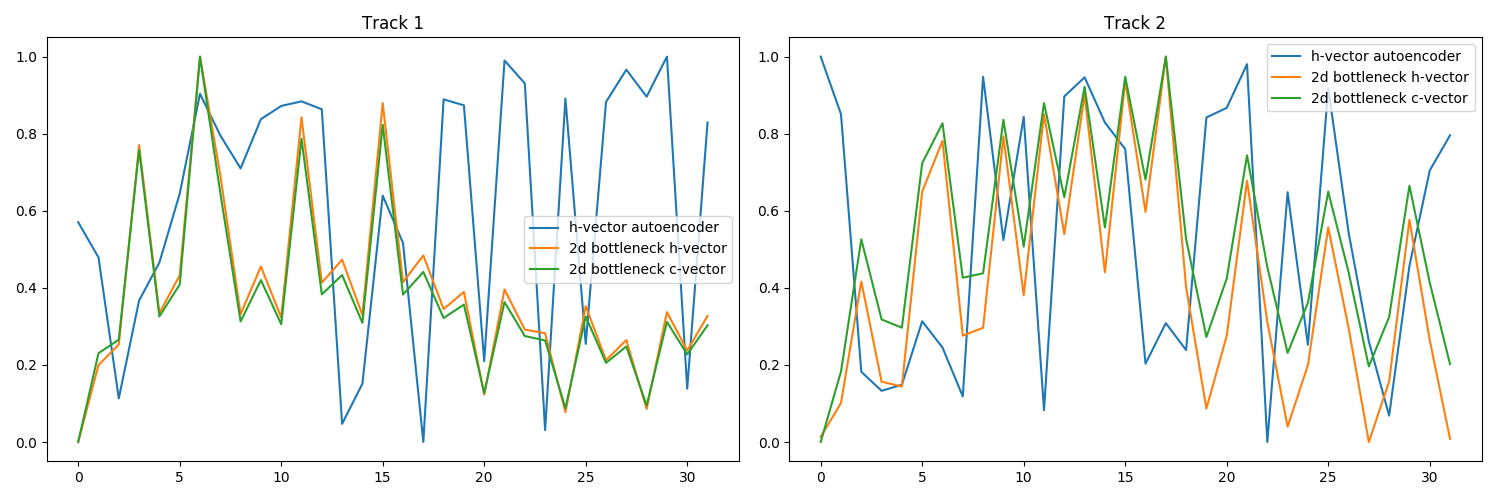 Track 1
1.0
0.8
0.6
0.4
0.2
0.0
h-vector autoencoder
2d bottleneck h-vector
2d bottleneck c-vector
0 5 10 15 20 25 30
Track 2
1.0
0.8
0.6
0.4
0.2
0.0
h-vector autoencoder
2d bottleneck h-vector
2d bottleneck c-vector
0 5 10 15 20 25 30